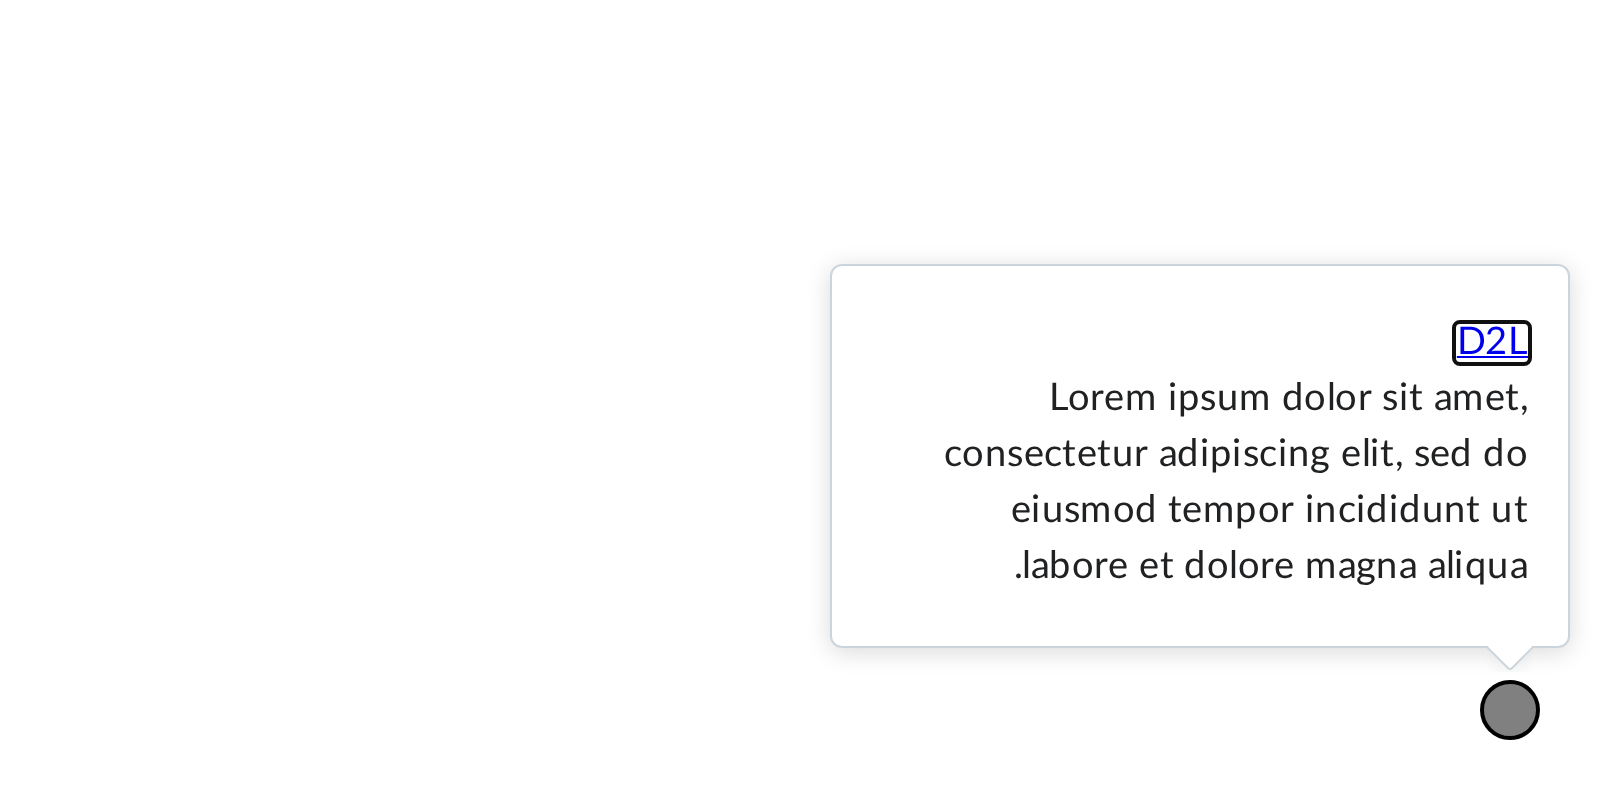 D2L
Lorem ipsum dolor sit amet,
consectetur adipiscing elit, sed do
eiusmod tempor incididunt ut
.labore et dolore magna aliqua